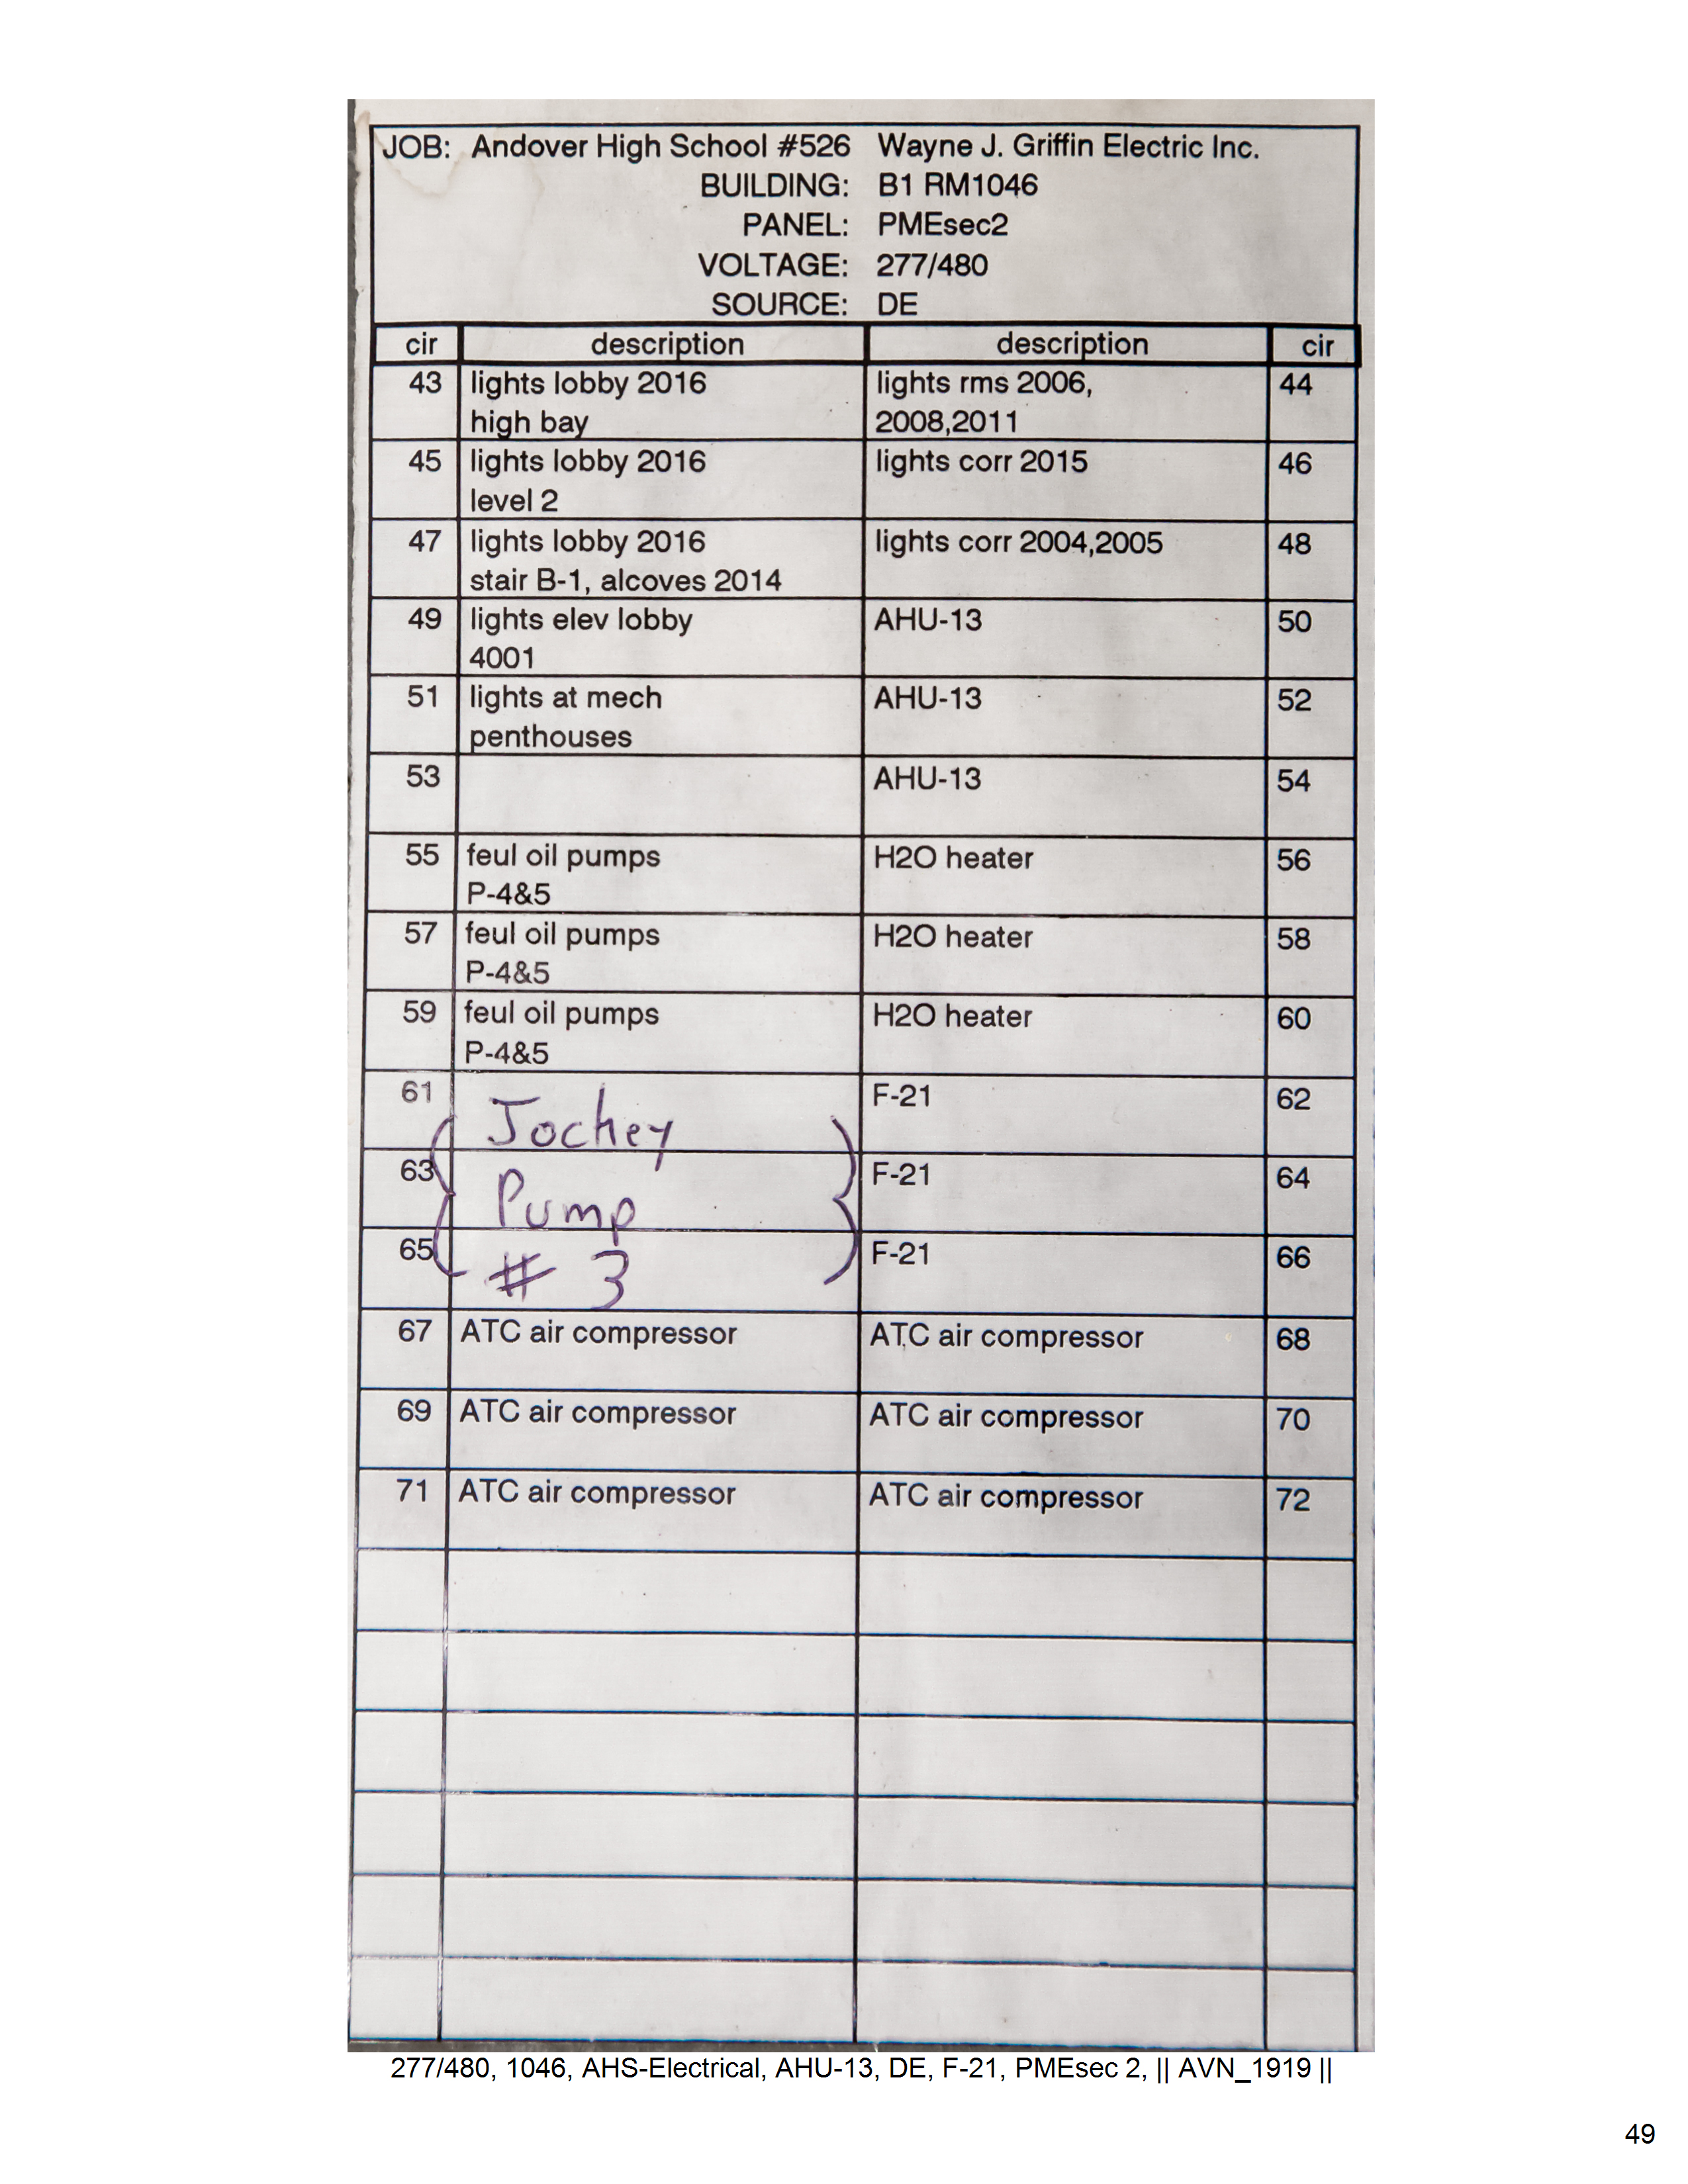 JOB: Andover High School #526 Wayne J. Griffin Electric Inc.
BUILDING: B1 RM1046
PANEL: PMEsec2
VOLTAGE: 277/480
SOURCE: DE
cir description description cir
43 lights lobby 2016 lights rms 2006, 44
high bay 2008,2011
45 lights lobby 2016 lights corr 2015 46
level 2
47 lights lobby 2016 lights corr 2004,2005 48
stair B-1, alcoves 2014
49 lights elev lobby AHU-13 50
4001
51 lights at mech AHU-13 52
penthouses
53 AHU-13 54
55 feul oil pumps H2O heater 56
P-4&5
57 feul oil pumps H2O heater 58
P-4&5
59 feul oil pumps H2O heater 60
P-4&5
61 Jochey F-21 62
63 Pump F-21 64
65 # 3 F-21 66
67 ATC air compressor ATC air compressor 68
69 ATC air compressor ATC air compressor 70
71 ATC air compressor ATC air compressor 72
277/480, 1046, AHS-Electrical, AHU-13, DE, F-21, PMEsec 2, || AVN_1919 ||
49